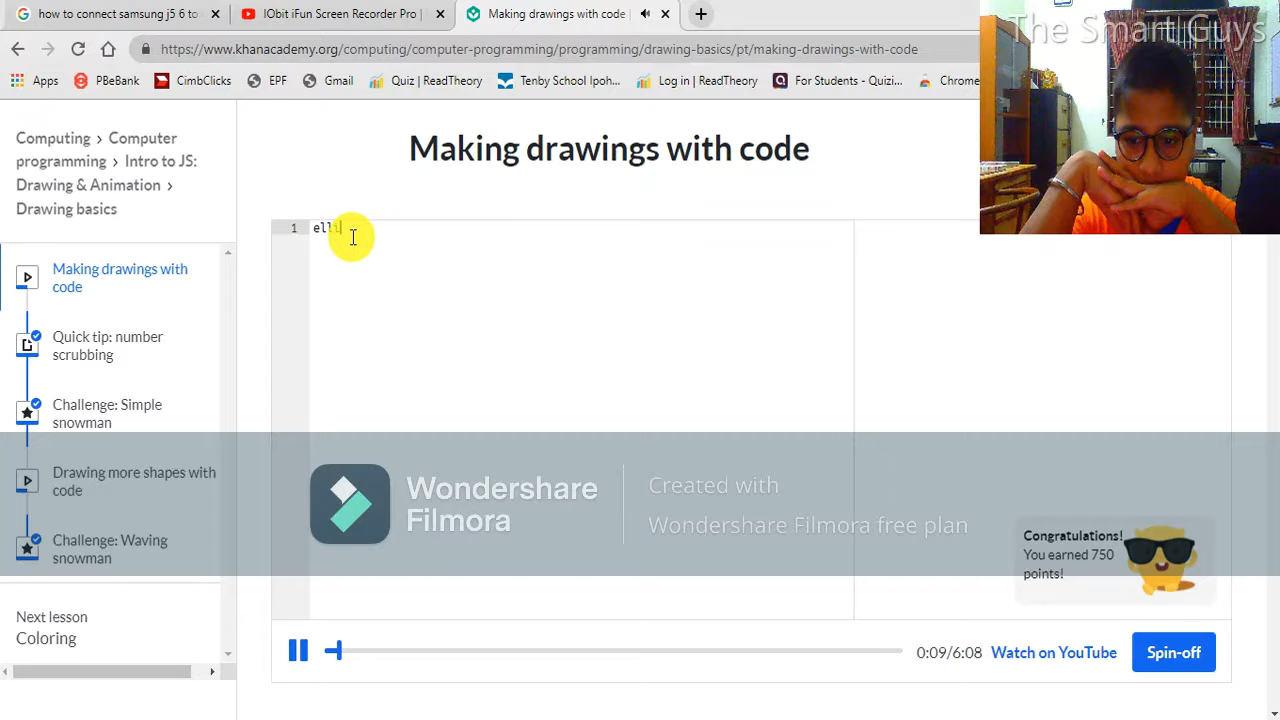 how to connect samsung j5 6 to
IObit Fun Screen Recorder - First
Making drawings with code
https://www.khanacademy.org/computer-programming/programming/drawing-basics/pt/making-drawings-with-code
The Smart Guys
Apps
PBeBank
CimbClicks
EPF
Log in | ReadTheory
Tenby School Ipoh...
Log in | ReadTheory
For Students - Quizi...
Chrome
Computing › Computer
programming › Intro to JS:
Drawing & Animation ›
Drawing basics
Making drawings with code
1
elli
Making drawings with
code
Quick tip: number
scrubbing
Challenge: Simple
snowman
Drawing more shapes with
code
Challenge: Waving
snowman
Wondershare
Filmora
Created with
Wondershare Filmora free plan
Congratulations!
You earned 750
points!
Next lesson
Coloring
0:09/6:08
Watch on YouTube
Spin-off